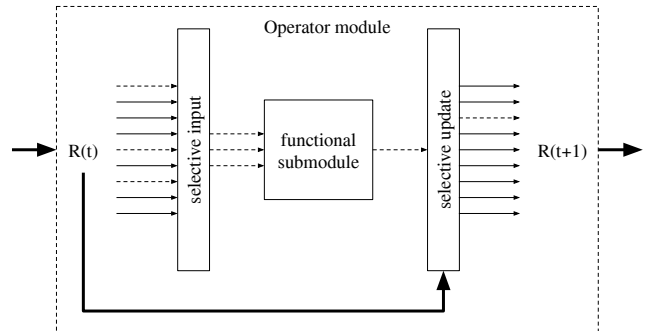 Operator module
R(t)
selective input
functional
submodule
selective update
R(t+1)